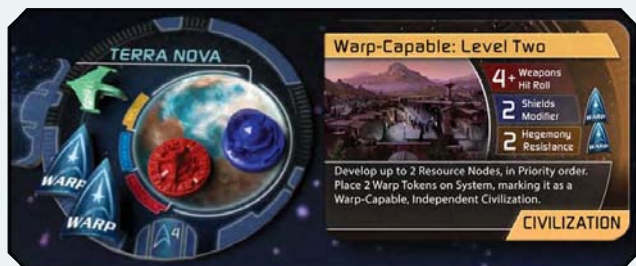 TERRA NOVA
WARP
WARP
4
Warp-Capable: Level Two
4+ Weapons
Hit Roll
2 Shields
Modifier
WARP
2 Hegemony
Resistance
WARP
Develop up to 2 Resource Nodes, in Priority order.
Place 2 Warp Tokens on System, marking it as a
Warp-Capable, Independent Civilization.
CIVILIZATION